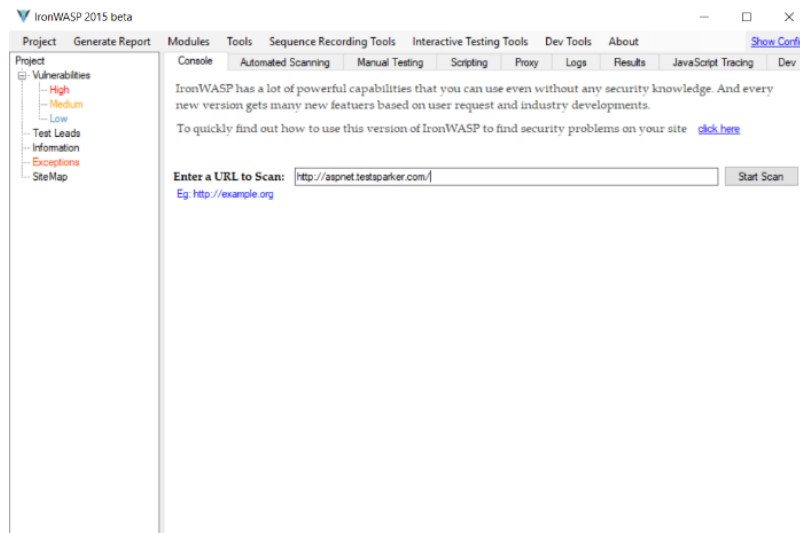 IronWASP 2015 beta
Project Generate Report Modules Tools Sequence Recording Tools Interactive Testing Tools Dev Tools About Show Confi
Project
Vulnerabilities
High
Medium
Low
Test Leads
Information
Exceptions
SiteMap
Console Automated Scanning Manual Testing Scripting Proxy Logs Results JavaScript Tracing Dev
IronWASP has a lot of powerful capabilities that you can use even without any security knowledge. And every
new version gets many new featuers based on user request and industry developments.
To quickly find out how to use this version of IronWASP to find security problems on your site click here
Enter a URL to Scan: http://aspnet.testsparker.com/ Start Scan
Eg: http://example.org